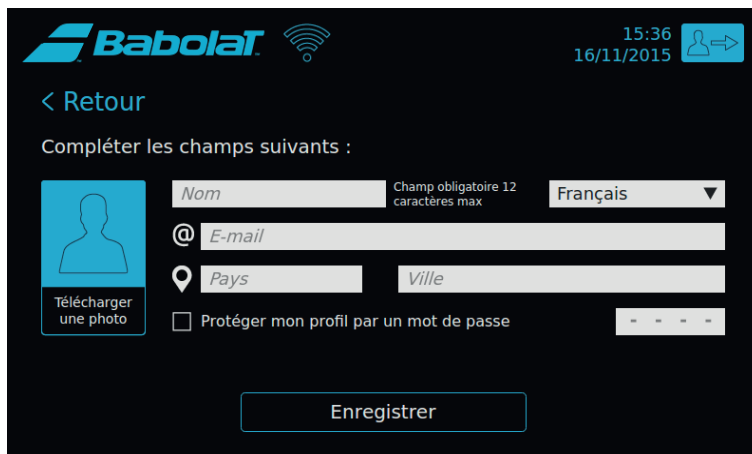 Babolat
15:36
16/11/2015
< Retour
Compléter les champs suivants :
Nom
Champ obligatoire 12
caractères max
Français
@ E-mail
Pays
Ville
Télécharger
une photo
Protéger mon profil par un mot de passe
- - - -
Enregistrer